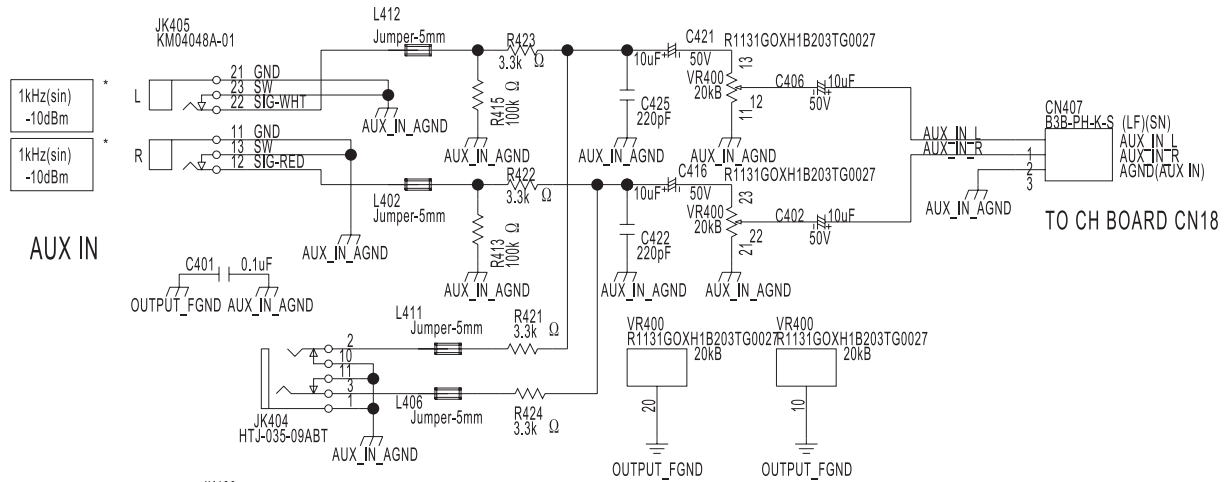 JK405
KM04048A-01
L412
Jumper-5mm
R423
3.3k Ω
C421
10uF
50V
R1131GOXH1B203TG0027
13
VR400
20kB
12
11
C406
10uF
50V
1kHz(sin)
-10dBm
*
L
21 GND
23 SW
22 SIG-WHT
AUX_IN_AGND
R415
100k Ω
AUX_IN_AGND
C425
220pF
AUX_IN_AGND
AUX_IN_AGND
CN407
B3B-PH-K-S (LF)(SN)
AUX_IN_L
AUX_IN_R
1
2
3
AUX_IN_L
AUX_IN_R
AGND(AUX IN)
AUX_IN_AGND
TO CH BOARD CN18
1kHz(sin)
-10dBm
*
R
11 GND
13 SW
12 SIG-RED
L402
Jumper-5mm
R422
3.3k Ω
C416
10uF
50V
R1131GOXH1B203TG0027
23
VR400
20kB
22
21
C402
10uF
50V
AUX IN
AUX_IN_AGND
R413
100k Ω
AUX_IN_AGND
C422
220pF
AUX_IN_AGND
AUX_IN_AGND
C401
0.1uF
OUTPUT_FGND
AUX_IN_AGND
L411
Jumper-5mm
R421
3.3k Ω
2
10
11
3
1
L406
Jumper-5mm
R424
3.3k Ω
JK404
HTJ-035-09ABT
AUX_IN_AGND
VR400
R1131GOXH1B203TG0027
20kB
20
OUTPUT_FGND
VR400
R1131GOXH1B203TG0027
20kB
10
OUTPUT_FGND